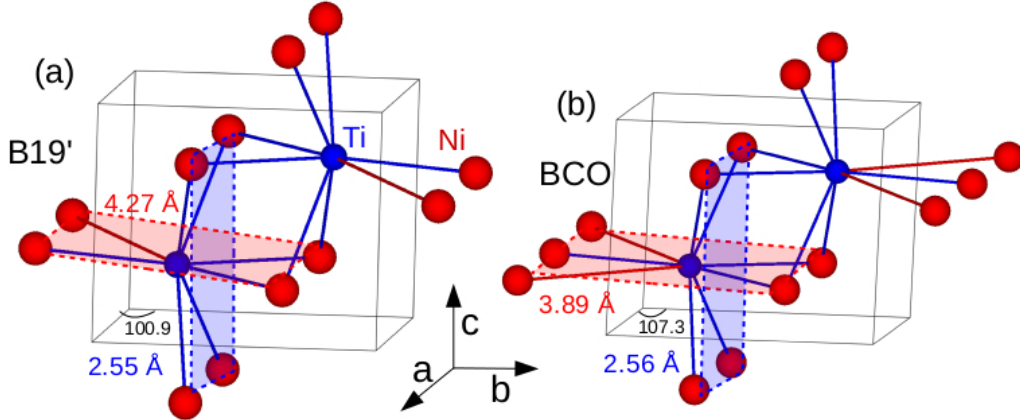 (a)
B19'
Ti
Ni
4.27 Å
100.9
2.55 Å
a
b
c
(b)
BCO
3.89 Å
107.3
2.56 Å